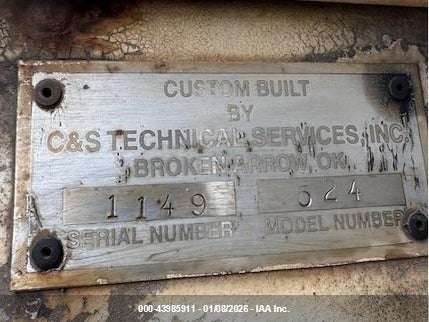 CUSTOM BUILT
BY
C&S TECHNICAL SERVICES, INC.
BROKEN ARROW, OK
1149 524
SERIAL NUMBER MODEL NUMBER
000-43985911 - 01/08/2026 - IAA Inc.